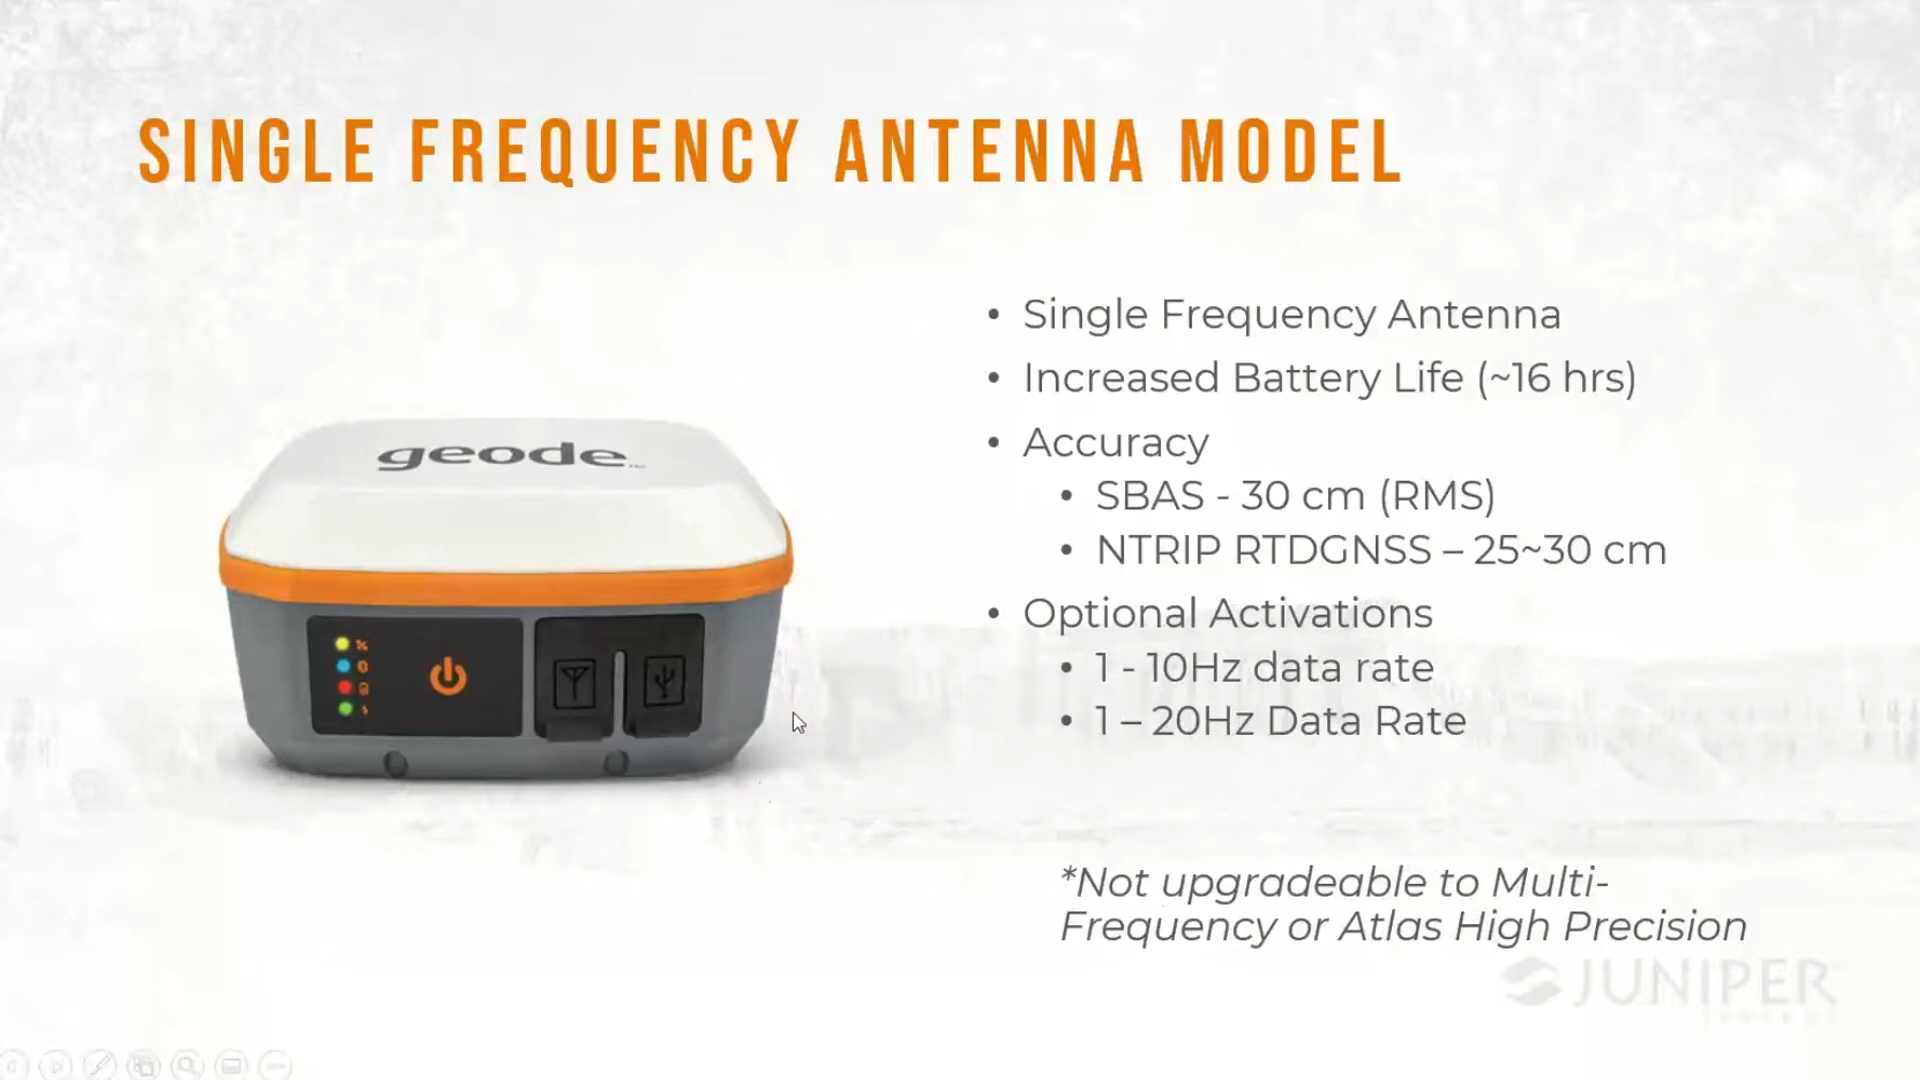 SINGLE FREQUENCY ANTENNA MODEL
geode
• Single Frequency Antenna
• Increased Battery Life (~16 hrs)
• Accuracy
• SBAS - 30 cm (RMS)
• NTRIP RTDGNSS – 25~30 cm
• Optional Activations
• 1 - 10Hz data rate
• 1 – 20Hz Data Rate
*Not upgradeable to Multi-
Frequency or Atlas High Precision
JUNIPER